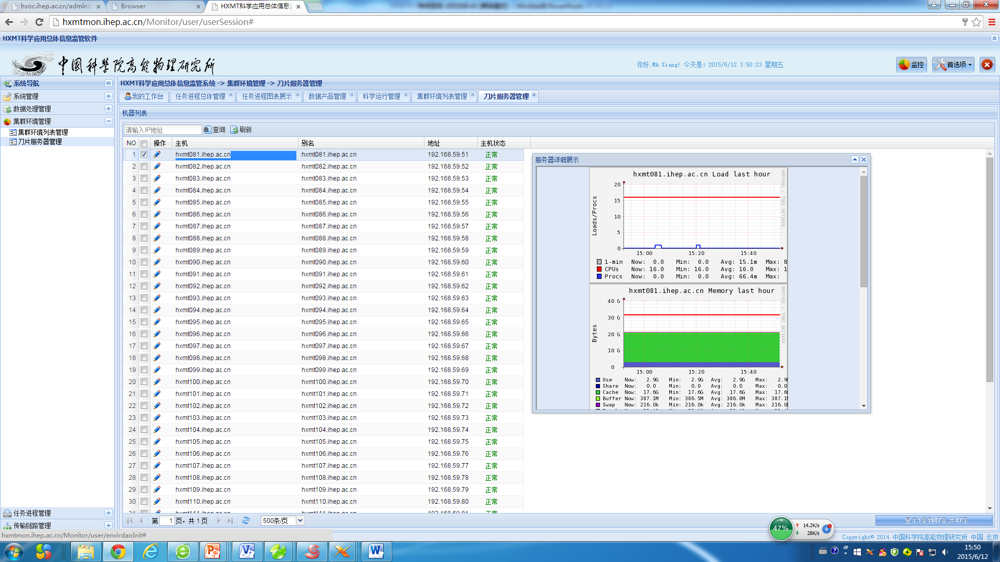 hsoc.ihep.ac.cn/admin/
Browser
HXMT科学应用总体信息
hxmtmon.ihep.ac.cn/Monitor/user/userSession#
HXMT科学应用总体信息监管软件
中国科学院高能物理研究所
你好,MA Xiang! 今天是: 2015/6/12 3:50:23 星期五
监控
首选项
系统导航
HXMT科学应用总体信息监管系统 -> 集群环境管理 -> 刀片服务器管理
系统管理
数据处理管理
集群环境管理
集群环境列表管理
刀片服务器管理
我的工作台
任务进程总体管理
任务进程图表展示
数据产品管理
科学运行管理
集群环境列表管理
刀片服务器管理
机器列表
请输入IP地址
查询
刷新
NO 操作 主机 别名 地址 主机状态
1 hxmt081.ihep.ac.cn hxmt081.ihep.ac.cn 192.168.59.51 正常
2 hxmt082.ihep.ac.cn hxmt082.ihep.ac.cn 192.168.59.52 正常
3 hxmt083.ihep.ac.cn hxmt083.ihep.ac.cn 192.168.59.53 正常
4 hxmt084.ihep.ac.cn hxmt084.ihep.ac.cn 192.168.59.54 正常
5 hxmt085.ihep.ac.cn hxmt085.ihep.ac.cn 192.168.59.55 正常
6 hxmt086.ihep.ac.cn hxmt086.ihep.ac.cn 192.168.59.56 正常
7 hxmt087.ihep.ac.cn hxmt087.ihep.ac.cn 192.168.59.57 正常
8 hxmt088.ihep.ac.cn hxmt088.ihep.ac.cn 192.168.59.58 正常
9 hxmt089.ihep.ac.cn hxmt089.ihep.ac.cn 192.168.59.59 正常
10 hxmt090.ihep.ac.cn hxmt090.ihep.ac.cn 192.168.59.60 正常
11 hxmt091.ihep.ac.cn hxmt091.ihep.ac.cn 192.168.59.61 正常
12 hxmt092.ihep.ac.cn hxmt092.ihep.ac.cn 192.168.59.62 正常
13 hxmt093.ihep.ac.cn hxmt093.ihep.ac.cn 192.168.59.63 正常
14 hxmt094.ihep.ac.cn hxmt094.ihep.ac.cn 192.168.59.64 正常
15 hxmt095.ihep.ac.cn hxmt095.ihep.ac.cn 192.168.59.65 正常
16 hxmt096.ihep.ac.cn hxmt096.ihep.ac.cn 192.168.59.66 正常
17 hxmt097.ihep.ac.cn hxmt097.ihep.ac.cn 192.168.59.67 正常
18 hxmt098.ihep.ac.cn hxmt098.ihep.ac.cn 192.168.59.68 正常
19 hxmt099.ihep.ac.cn hxmt099.ihep.ac.cn 192.168.59.69 正常
20 hxmt100.ihep.ac.cn hxmt100.ihep.ac.cn 192.168.59.70 正常
21 hxmt101.ihep.ac.cn hxmt101.ihep.ac.cn 192.168.59.71 正常
22 hxmt102.ihep.ac.cn hxmt102.ihep.ac.cn 192.168.59.72 正常
23 hxmt103.ihep.ac.cn hxmt103.ihep.ac.cn 192.168.59.73 正常
24 hxmt104.ihep.ac.cn hxmt104.ihep.ac.cn 192.168.59.74 正常
25 hxmt105.ihep.ac.cn hxmt105.ihep.ac.cn 192.168.59.75 正常
26 hxmt106.ihep.ac.cn hxmt106.ihep.ac.cn 192.168.59.76 正常
27 hxmt107.ihep.ac.cn hxmt107.ihep.ac.cn 192.168.59.77 正常
28 hxmt108.ihep.ac.cn hxmt108.ihep.ac.cn 192.168.59.78 正常
29 hxmt109.ihep.ac.cn hxmt109.ihep.ac.cn 192.168.59.79 正常
30 hxmt110.ihep.ac.cn hxmt110.ihep.ac.cn 192.168.59.80 正常
服务器详细展示
hxmt081.ihep.ac.cn Load last hour
RRDTOOL / TOBI OETIKER
Loads/Procs
20
15
10
5
0
15:00 15:20 15:40
1-min Now: 0.0 Min: 0.0 Avg: 15.1m Max: 8
CPUs Now: 16.0 Min: 16.0 Avg: 16.0 Max: 1
Procs Now: 0.0 Min: 0.0 Avg: 66.4m Max:
hxmt081.ihep.ac.cn Memory last hour
RRDTOOL / TOBI OETIKER
Bytes
40 G
30 G
20 G
10 G
0
15:00 15:20 15:40
Use Now: 2.9G Min: 2.9G Avg: 2.9G Max: 2.9
Share Now: 0.0 Min: 0.0 Avg: 0.0 Max: 0.0
Cache Now: 17.6G Min: 17.6G Avg: 17.6G Max: 17.6
Buffer Now: 387.1M Min: 386.5M Avg: 386.8M Max: 387.1
Swap Now: 216.0k Min: 216.0k Avg: 216.0k Max: 216.0
任务进程管理
传输链路管理
第 1 页,共 1 页
500条/页
显示1条到47条,共47条
47%
14.2K/s
28K/s
hxmtmon.ihep.ac.cn/Monitor/user/envirdaoInit#
Copyright© 2014 中国科学院高能物理研究所 中国.北京
15:50
2015/6/12